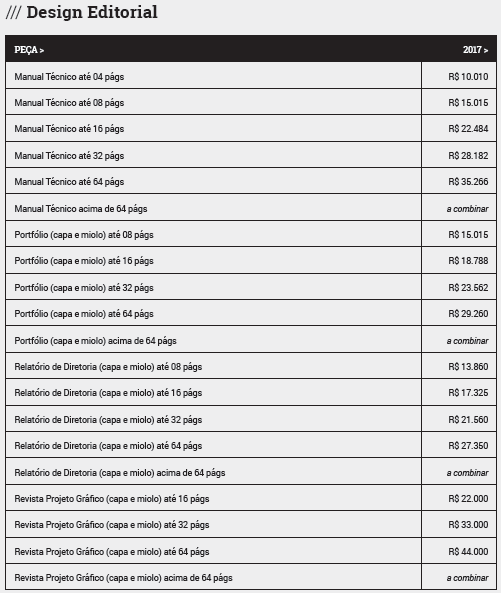 /// Design Editorial
PEÇA > 2017 >
Manual Técnico até 04 págs R$ 10.010
Manual Técnico até 08 págs R$ 15.015
Manual Técnico até 16 págs R$ 22.484
Manual Técnico até 32 págs R$ 28.182
Manual Técnico até 64 págs R$ 35.266
Manual Técnico acima de 64 págs a combinar
Portfólio (capa e miolo) até 08 págs R$ 15.015
Portfólio (capa e miolo) até 16 págs R$ 18.788
Portfólio (capa e miolo) até 32 págs R$ 23.562
Portfólio (capa e miolo) até 64 págs R$ 29.260
Portfólio (capa e miolo) acima de 64 págs a combinar
Relatório de Diretoria (capa e miolo) até 08 págs R$ 13.860
Relatório de Diretoria (capa e miolo) até 16 págs R$ 17.325
Relatório de Diretoria (capa e miolo) até 32 págs R$ 21.560
Relatório de Diretoria (capa e miolo) até 64 págs R$ 27.350
Relatório de Diretoria (capa e miolo) acima de 64 págs a combinar
Revista Projeto Gráfico (capa e miolo) até 16 págs R$ 22.000
Revista Projeto Gráfico (capa e miolo) até 32 págs R$ 33.000
Revista Projeto Gráfico (capa e miolo) até 64 págs R$ 44.000
Revista Projeto Gráfico (capa e miolo) acima de 64 págs a combinar